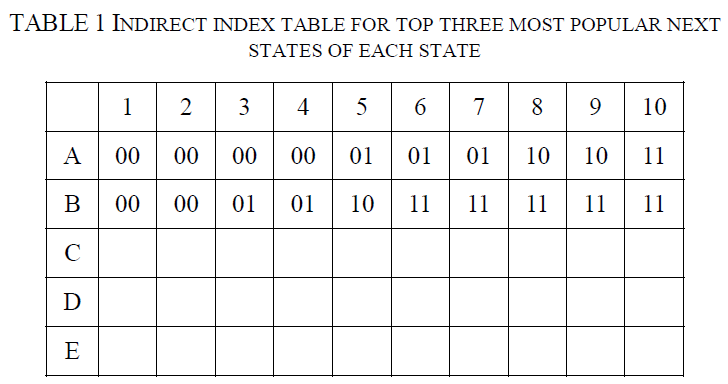 TABLE 1 INDIRECT INDEX TABLE FOR TOP THREE MOST POPULAR NEXT
STATES OF EACH STATE
1 2 3 4 5 6 7 8 9 10
A 00 00 00 00 01 01 01 10 10 11
B 00 00 01 01 10 11 11 11 11 11
C
D
E